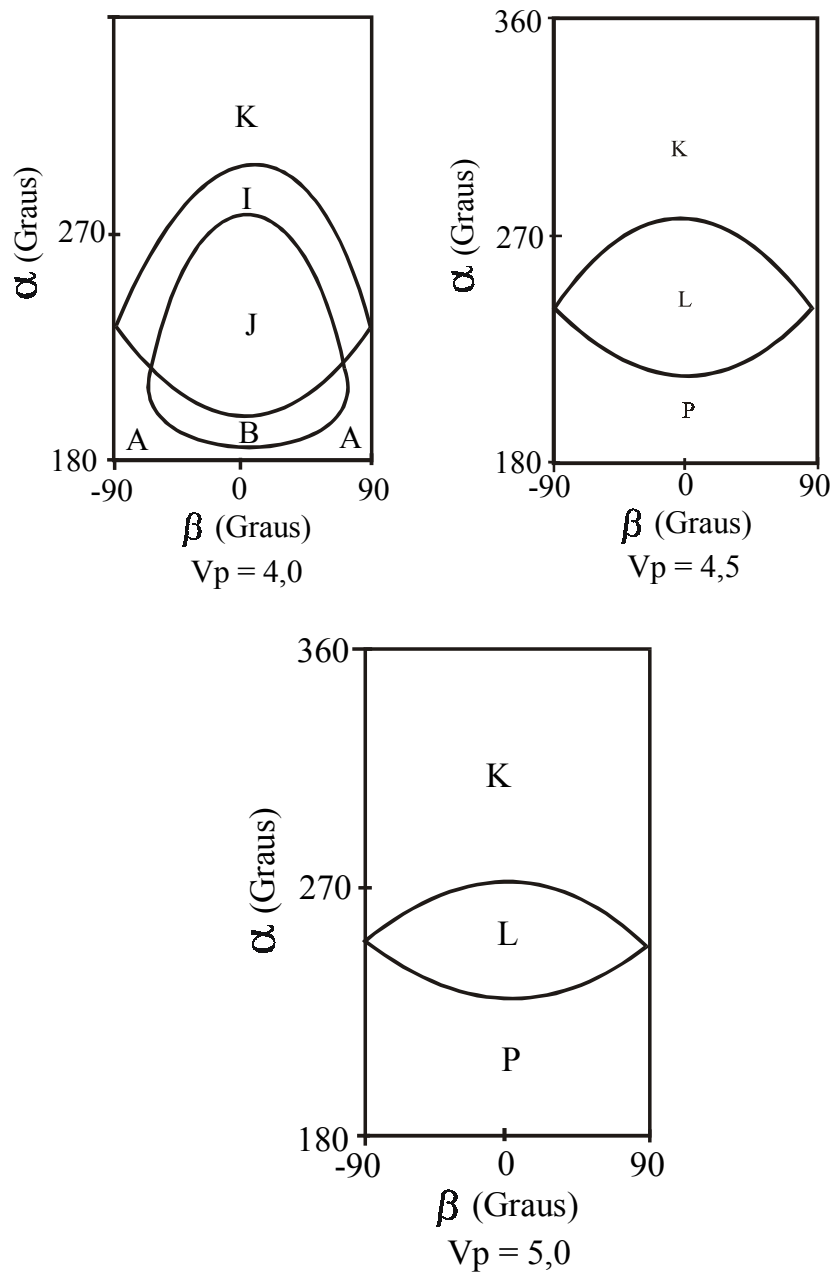 K
I
α (Graus)
270
J
A
B
A
180
-90
0
90
β (Graus)
Vp = 4,0
360
K
α (Graus)
270
L
P
180
-90
0
90
β (Graus)
Vp = 4,5
360
K
α (Graus)
270
L
P
180
-90
0
90
β (Graus)
Vp = 5,0